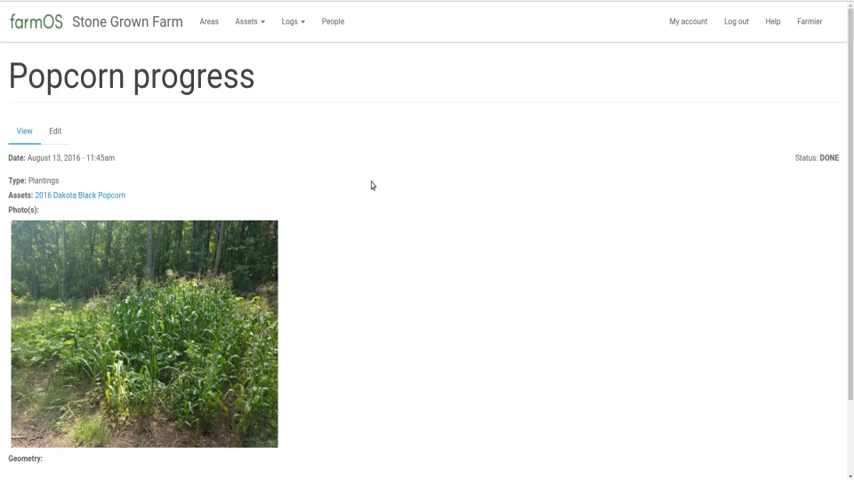 farmOS Stone Grown Farm Areas Assets Logs People My account Log out Help Farmier
Popcorn progress
View Edit
Date: August 13, 2016 - 11:45am Status: DONE
Type: Plantings
Assets: 2016 Dakota Black Popcorn
Photo(s):
Geometry: